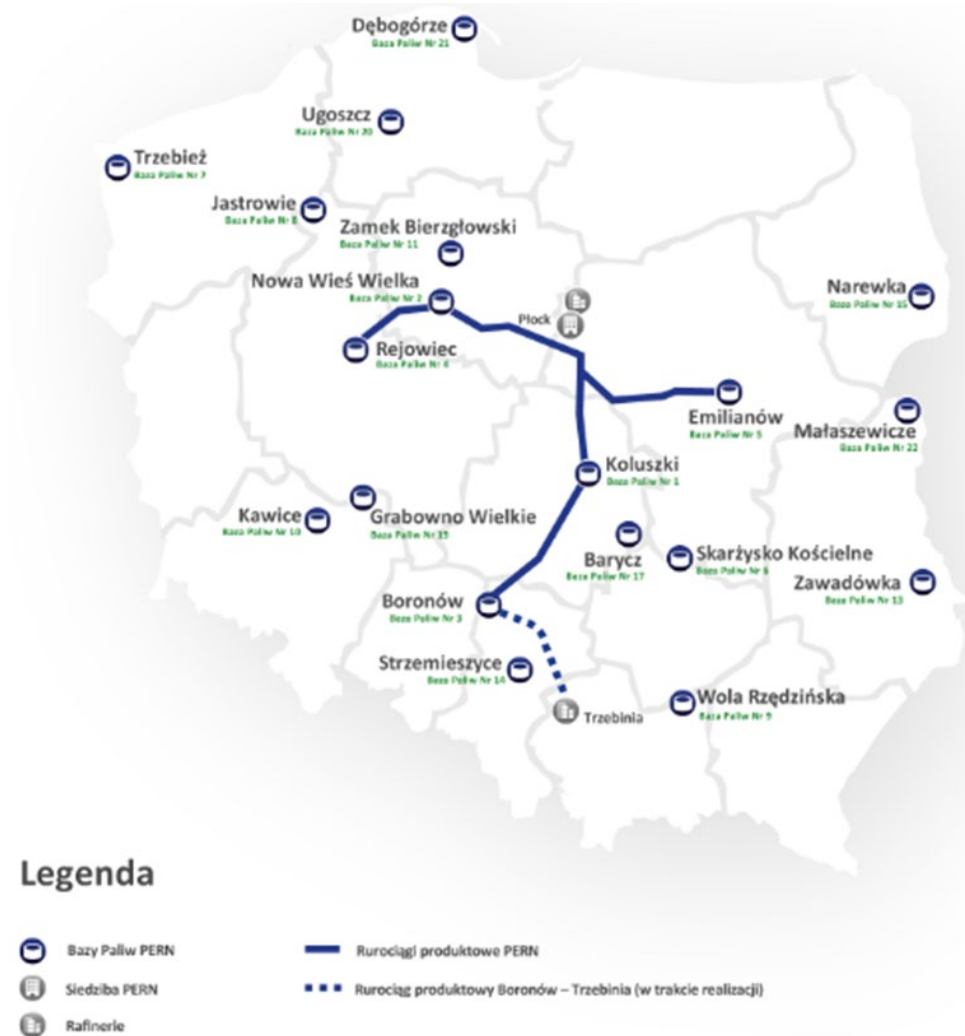 Dębogórze
Baza Paliw Nr 21
Ugoszcz
Baza Paliw Nr 20
Trzebież
Baza Paliw Nr 7
Jastrowie
Baza Paliw Nr 8
Zamek Bierzgłowski
Baza Paliw Nr 11
Nowa Wieś Wielka
Baza Paliw Nr 2
Narewka
Baza Paliw Nr 15
Płock
Rejowiec
Baza Paliw Nr 4
Emilianów
Baza Paliw Nr 5
Małaszewicze
Baza Paliw Nr 22
Koluszki
Baza Paliw Nr 1
Kawice
Baza Paliw Nr 10
Grabowno Wielkie
Baza Paliw Nr 19
Barycz
Baza Paliw Nr 17
Skarżysko Kościelne
Baza Paliw Nr 6
Zawadówka
Baza Paliw Nr 13
Boronów
Baza Paliw Nr 3
Strzemieszyce
Baza Paliw Nr 14
Trzebinia
Wola Rzędzińska
Baza Paliw Nr 9
Legenda
Bazy Paliw PERN
Rurociągi produktowe PERN
Siedziba PERN
Rurociąg produktowy Boronów – Trzebinia (w trakcie realizacji)
Rafinerie